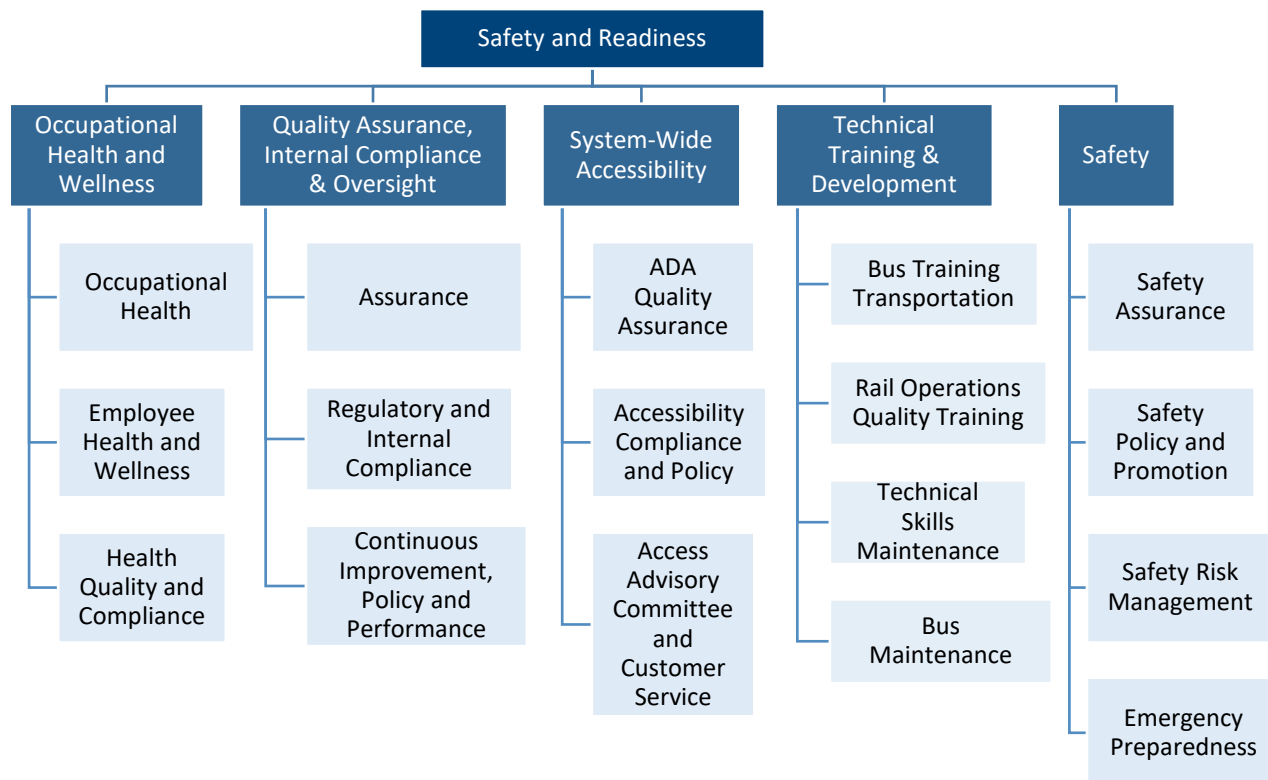 Safety and Readiness
Occupational
Health and
Wellness
Occupational
Health
Employee
Health and
Wellness
Health
Quality and
Compliance
Quality Assurance,
Internal Compliance
& Oversight
Assurance
Regulatory and
Internal
Compliance
Continuous
Improvement,
Policy and
Performance
System-Wide
Accessibility
ADA
Quality
Assurance
Accessibility
Compliance
and Policy
Access
Advisory
Committee
and
Customer
Service
Technical
Training &
Development
Bus Training
Transportation
Rail Operations
Quality Training
Technical
Skills
Maintenance
Bus
Maintenance
Safety
Safety
Assurance
Safety
Policy and
Promotion
Safety Risk
Management
Emergency
Preparedness